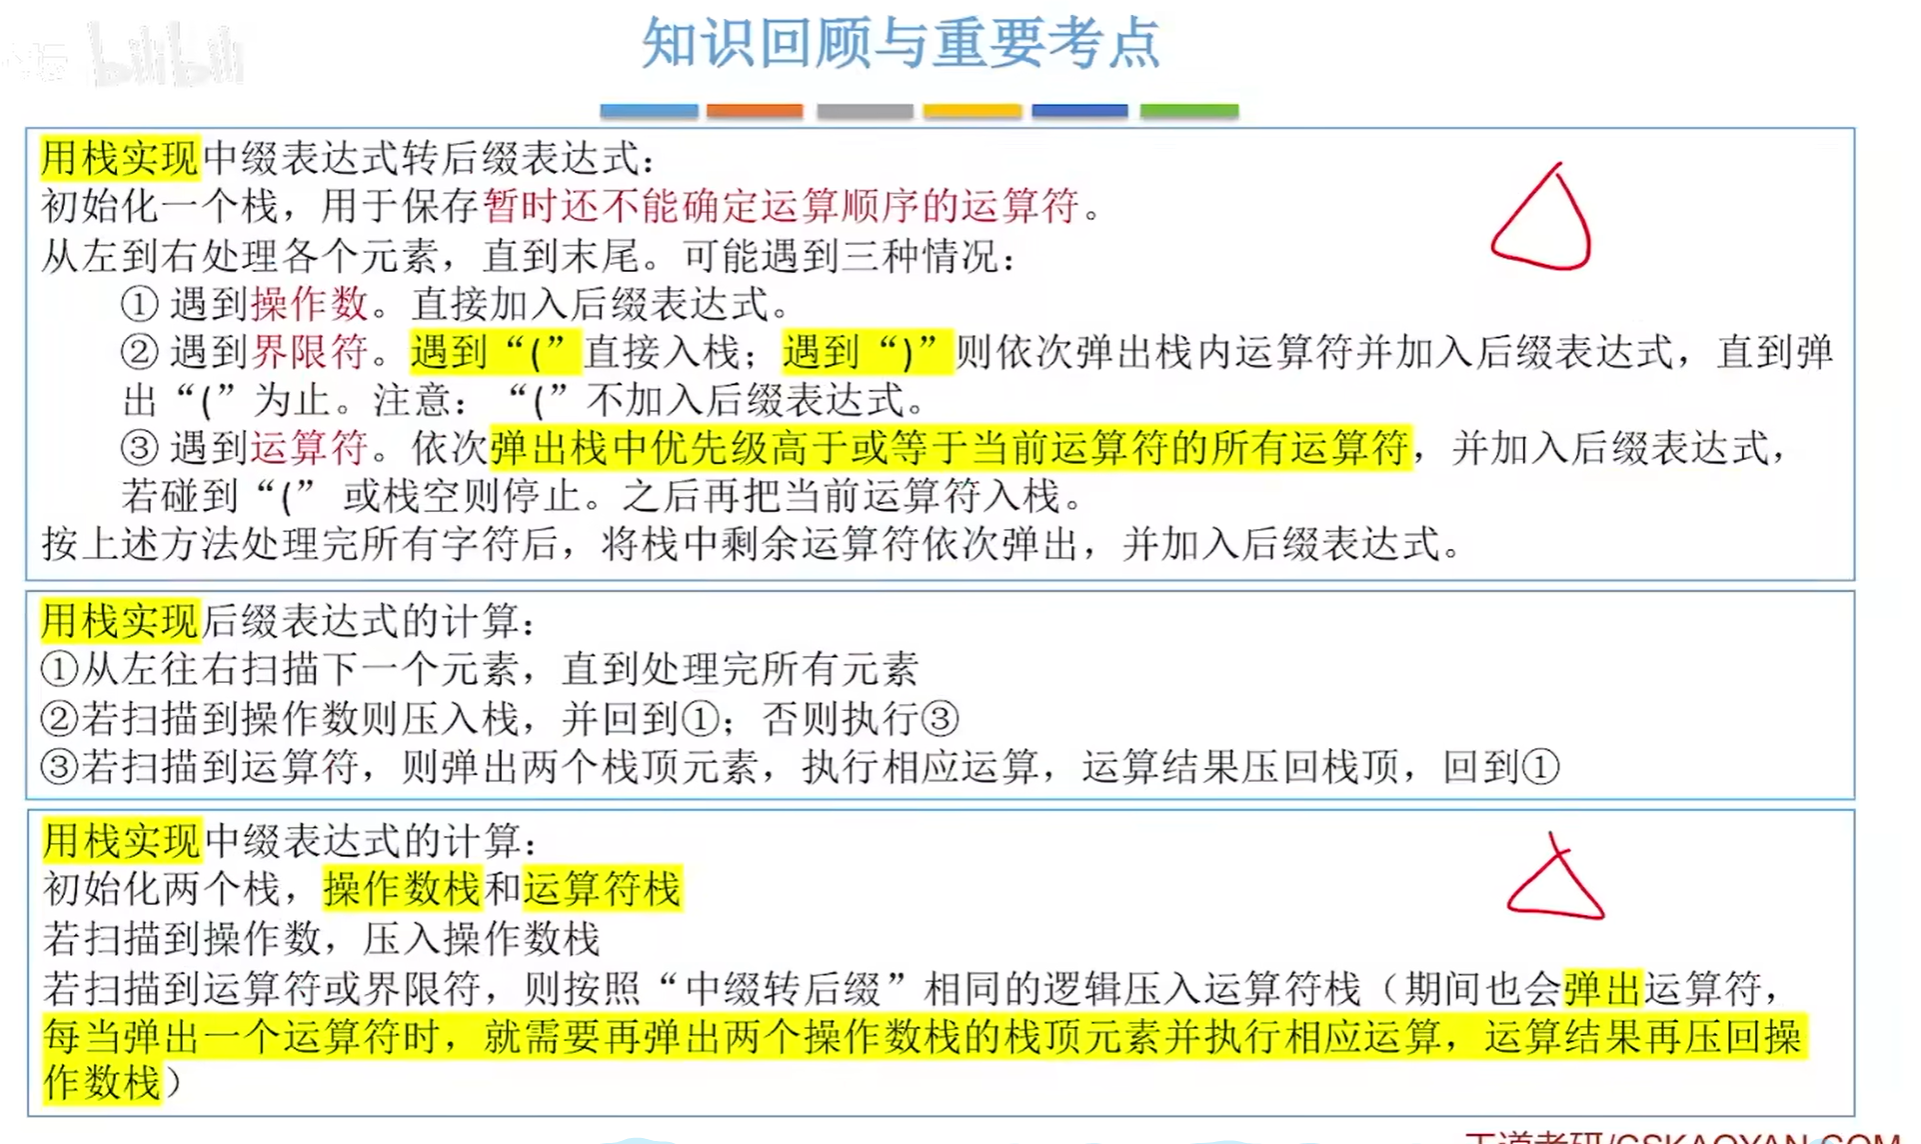 bilibili
知识回顾与重要考点
用栈实现中缀表达式转后缀表达式：
初始化一个栈，用于保存暂时还不能确定运算顺序的运算符。
从左到右处理各个元素，直到末尾。可能遇到三种情况：
① 遇到操作数。直接加入后缀表达式。
② 遇到界限符。遇到“(”直接入栈；遇到“)”则依次弹出栈内运算符并加入后缀表达式，直到弹
出“(”为止。注意：“(”不加入后缀表达式。
③ 遇到运算符。依次弹出栈中优先级高于或等于当前运算符的所有运算符，并加入后缀表达式，
若碰到“(” 或栈空则停止。之后再把当前运算符入栈。
按上述方法处理完所有字符后，将栈中剩余运算符依次弹出，并加入后缀表达式。
用栈实现后缀表达式的计算：
①从左往右扫描下一个元素，直到处理完所有元素
②若扫描到操作数则压入栈，并回到①；否则执行③
③若扫描到运算符，则弹出两个栈顶元素，执行相应运算，运算结果压回栈顶，回到①
用栈实现中缀表达式的计算：
初始化两个栈，操作数栈和运算符栈
若扫描到操作数，压入操作数栈
若扫描到运算符或界限符，则按照“中缀转后缀”相同的逻辑压入运算符栈（期间也会弹出运算符，
每当弹出一个运算符时，就需要再弹出两个操作数栈的栈顶元素并执行相应运算，运算结果再压回操
作数栈）
王道考研/CSKAOYAN.COM